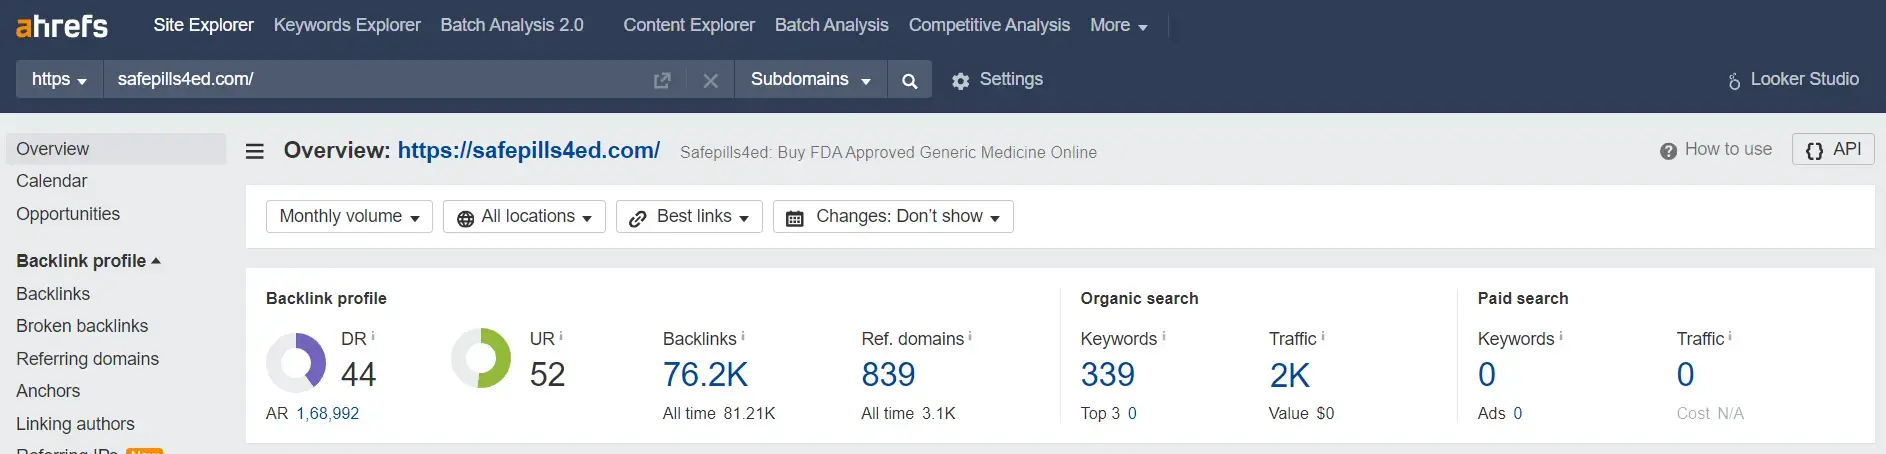 ahrefs Site Explorer Keywords Explorer Batch Analysis 2.0 Content Explorer Batch Analysis Competitive Analysis More
https safepills4ed.com/ Subdomains Settings Looker Studio
Overview
Calendar
Opportunities
Backlink profile
Backlinks
Broken backlinks
Referring domains
Anchors
Linking authors
Referring IPs New
Overview: https://safepills4ed.com/ Safepills4ed: Buy FDA Approved Generic Medicine Online How to use {} API
Monthly volume All locations Best links Changes: Don't show
Backlink profile
DR i
44
AR 1,68,992
UR i
52
Backlinks i
76.2K
All time 81.21K
Ref. domains i
839
All time 3.1K
Organic search
Keywords i
339
Top 3 0
Traffic i
2K
Value $0
Paid search
Keywords i
0
Ads 0
Traffic i
0
Cost N/A